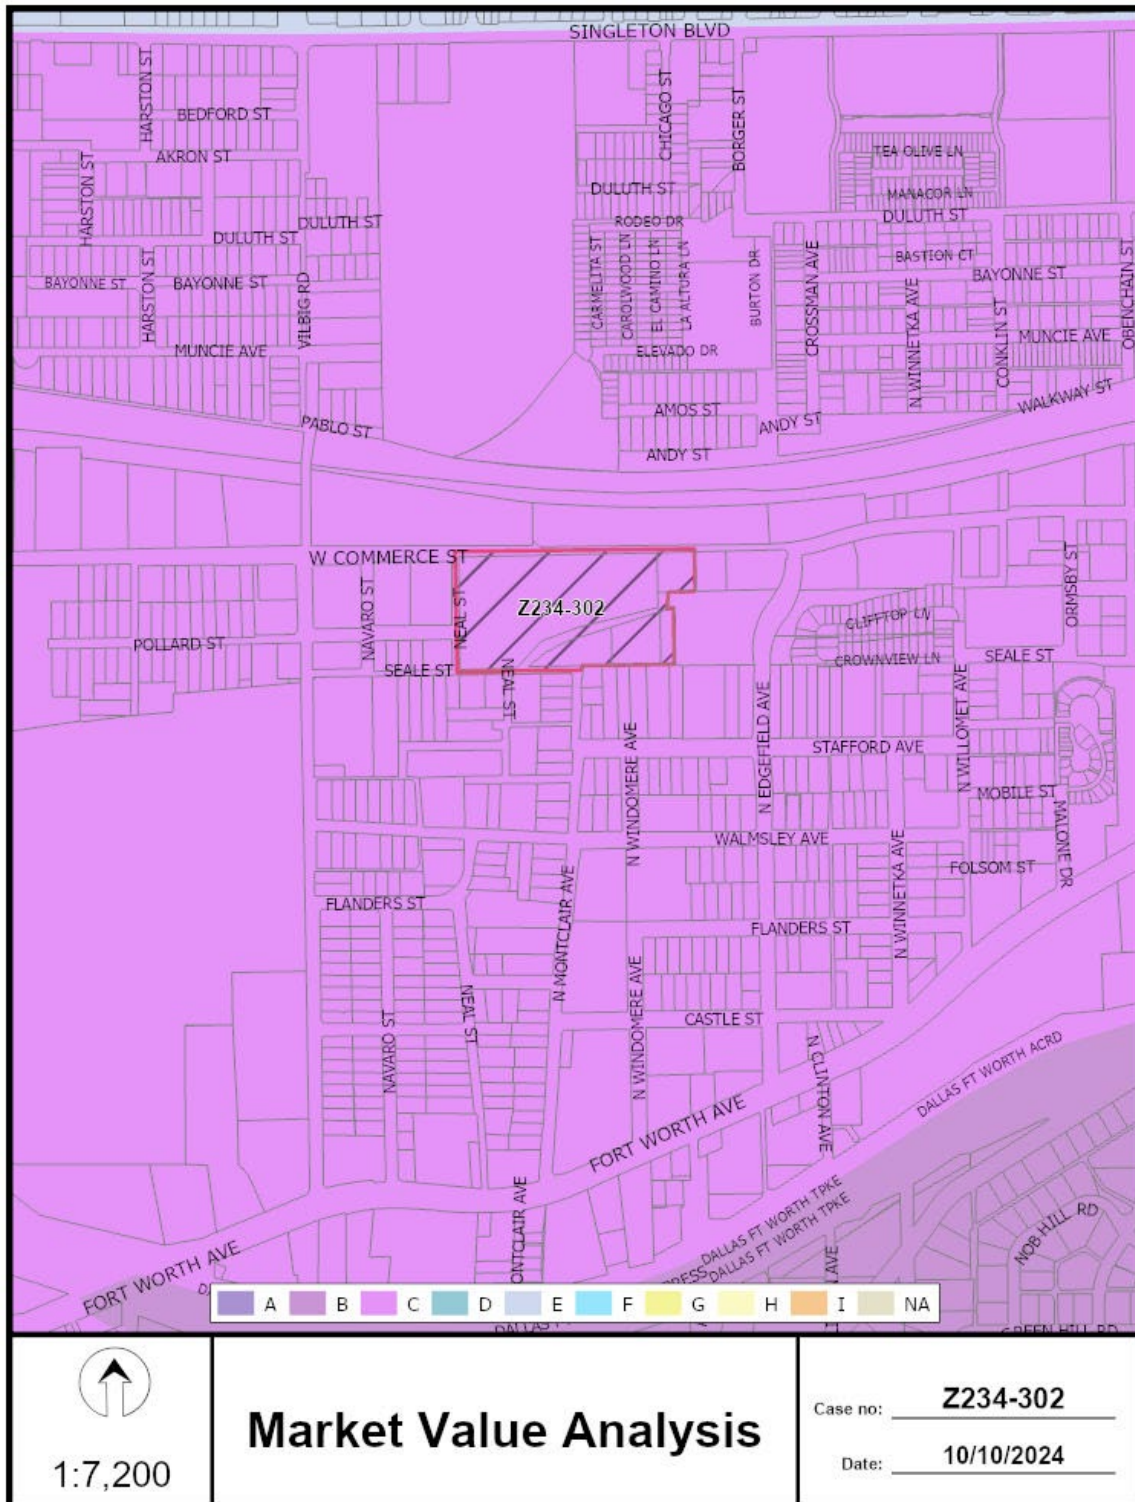 SINGLETON BLVD
HARSTON ST
BEDFORD ST
CHICAGO ST
BORGER ST
AKRON ST
TEA OLIVE LN
HARSTON ST
DULUTH ST
MANACOR LN
DULUTH ST
RODEO DR
DULUTH ST
DULUTH ST
BAYONNE ST
HARSTON ST
BAYONNE ST
VILBIG RD
CARMELITA ST
CAROLWOOD LN
EL CAMINO LN
LA ALTURA LN
BURTON DR
CROSSMAN AVE
BASTION CT
BAYONNE ST
OBENCHAIN ST
N WINNETKA AVE
CONKLIN ST
MUNCIE AVE
MUNCIE AVE
ELEVADO DR
AMOS ST
WALKWAY ST
PABLO ST
ANDY ST
ANDY ST
W COMMERCE ST
ORMSBY ST
NAVARO ST
NEAL ST
Z234-302
CLIFFTOP LN
POLLARD ST
CROWNVIEW LN
SEALE ST
SEALE ST
NEAL ST
N WILLOMET AVE
N WINDOMERE AVE
N EDGEFIELD AVE
STAFFORD AVE
MOBILE ST
MALONE DR
WALMSLEY AVE
N WINNETKA AVE
FOLSOM ST
FLANDERS ST
N MONTCLAIR AVE
FLANDERS ST
N WINDOMERE AVE
NEAL ST
NAVARO ST
CASTLE ST
N CLINTON AVE
DALLAS FT WORTH ACRD
FORT WORTH AVE
ONTCLAIR AVE
DALLAS FT WORTH TPKE
DALLAS FT WORTH TPKE
NOB HILL RD
FORT WORTH AVE
PRESS
AVE
A B C D E F G H I NA
GREEN HILL RD
1:7,200
Market Value Analysis
Case no: Z234-302
Date: 10/10/2024